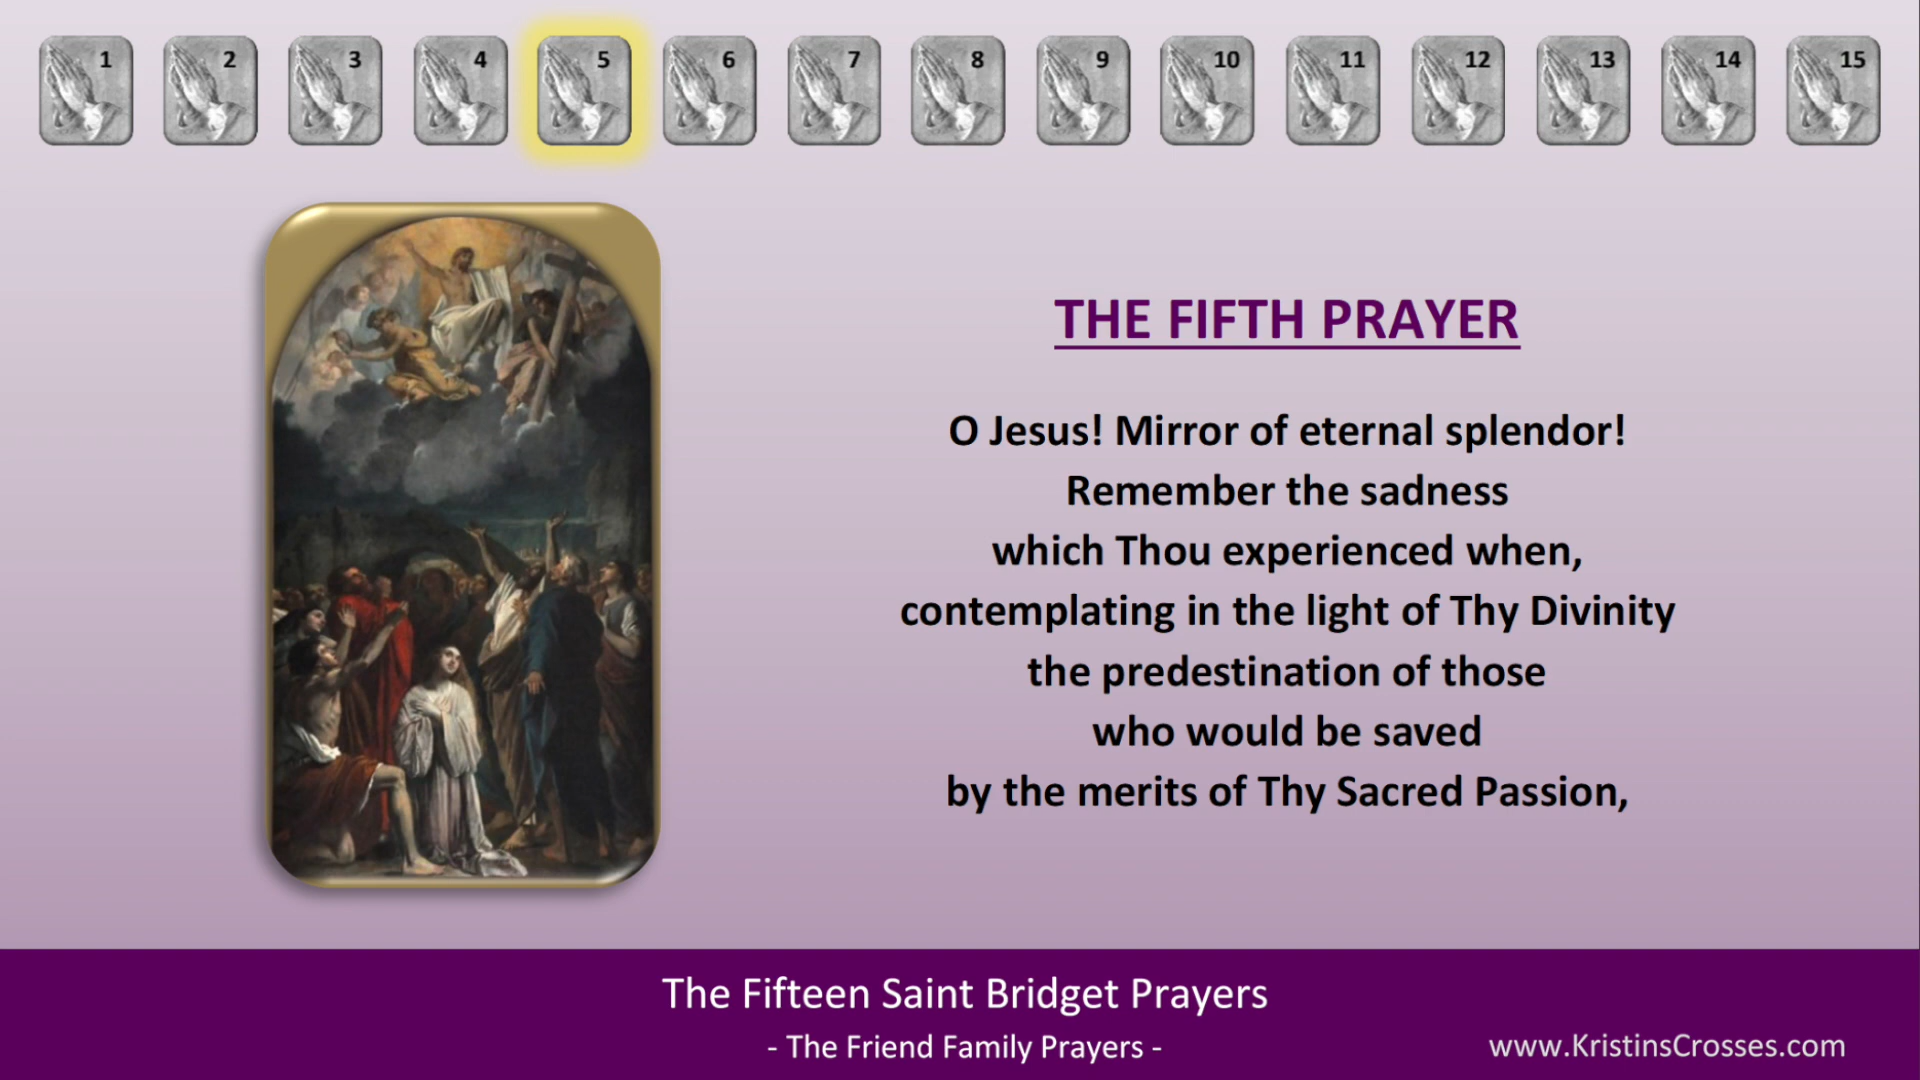 1 2 3 4 5 6 7 8 9 10 11 12 13 14 15
THE FIFTH PRAYER
O Jesus! Mirror of eternal splendor!
Remember the sadness
which Thou experienced when,
contemplating in the light of Thy Divinity
the predestination of those
who would be saved
by the merits of Thy Sacred Passion,
The Fifteen Saint Bridget Prayers
- The Friend Family Prayers -
www.KristinsCrosses.com